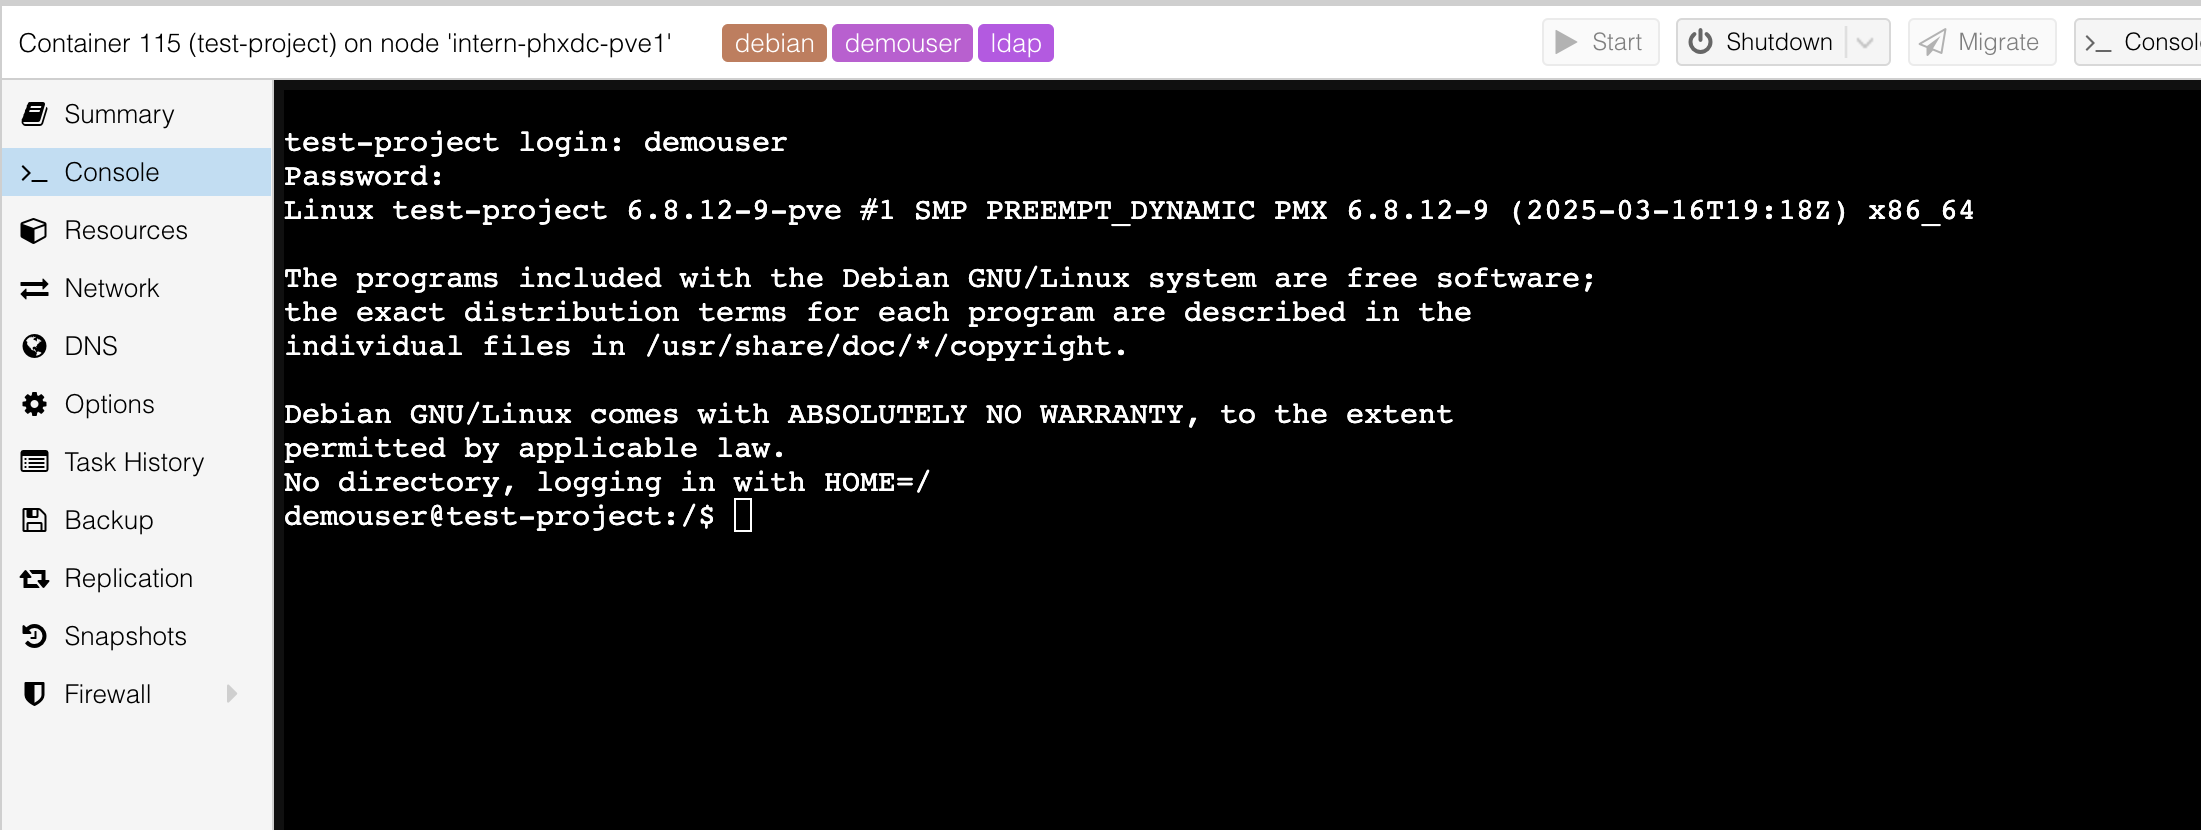 Container 115 (test-project) on node 'intern-phxdc-pve1' debian demouser ldap Start Shutdown Migrate >_
Summary
Console
Resources
Network
DNS
Options
Task History
Backup
Replication
Snapshots
Firewall
test-project login: demouser
Password:
Linux test-project 6.8.12-9-pve #1 SMP PREEMPT_DYNAMIC PMX 6.8.12-9 (2025-03-16T19:18Z) x86_64
The programs included with the Debian GNU/Linux system are free software;
the exact distribution terms for each program are described in the
individual files in /usr/share/doc/*/copyright.
Debian GNU/Linux comes with ABSOLUTELY NO WARRANTY, to the extent
permitted by applicable law.
No directory, logging in with HOME=/
demouser@test-project:/$